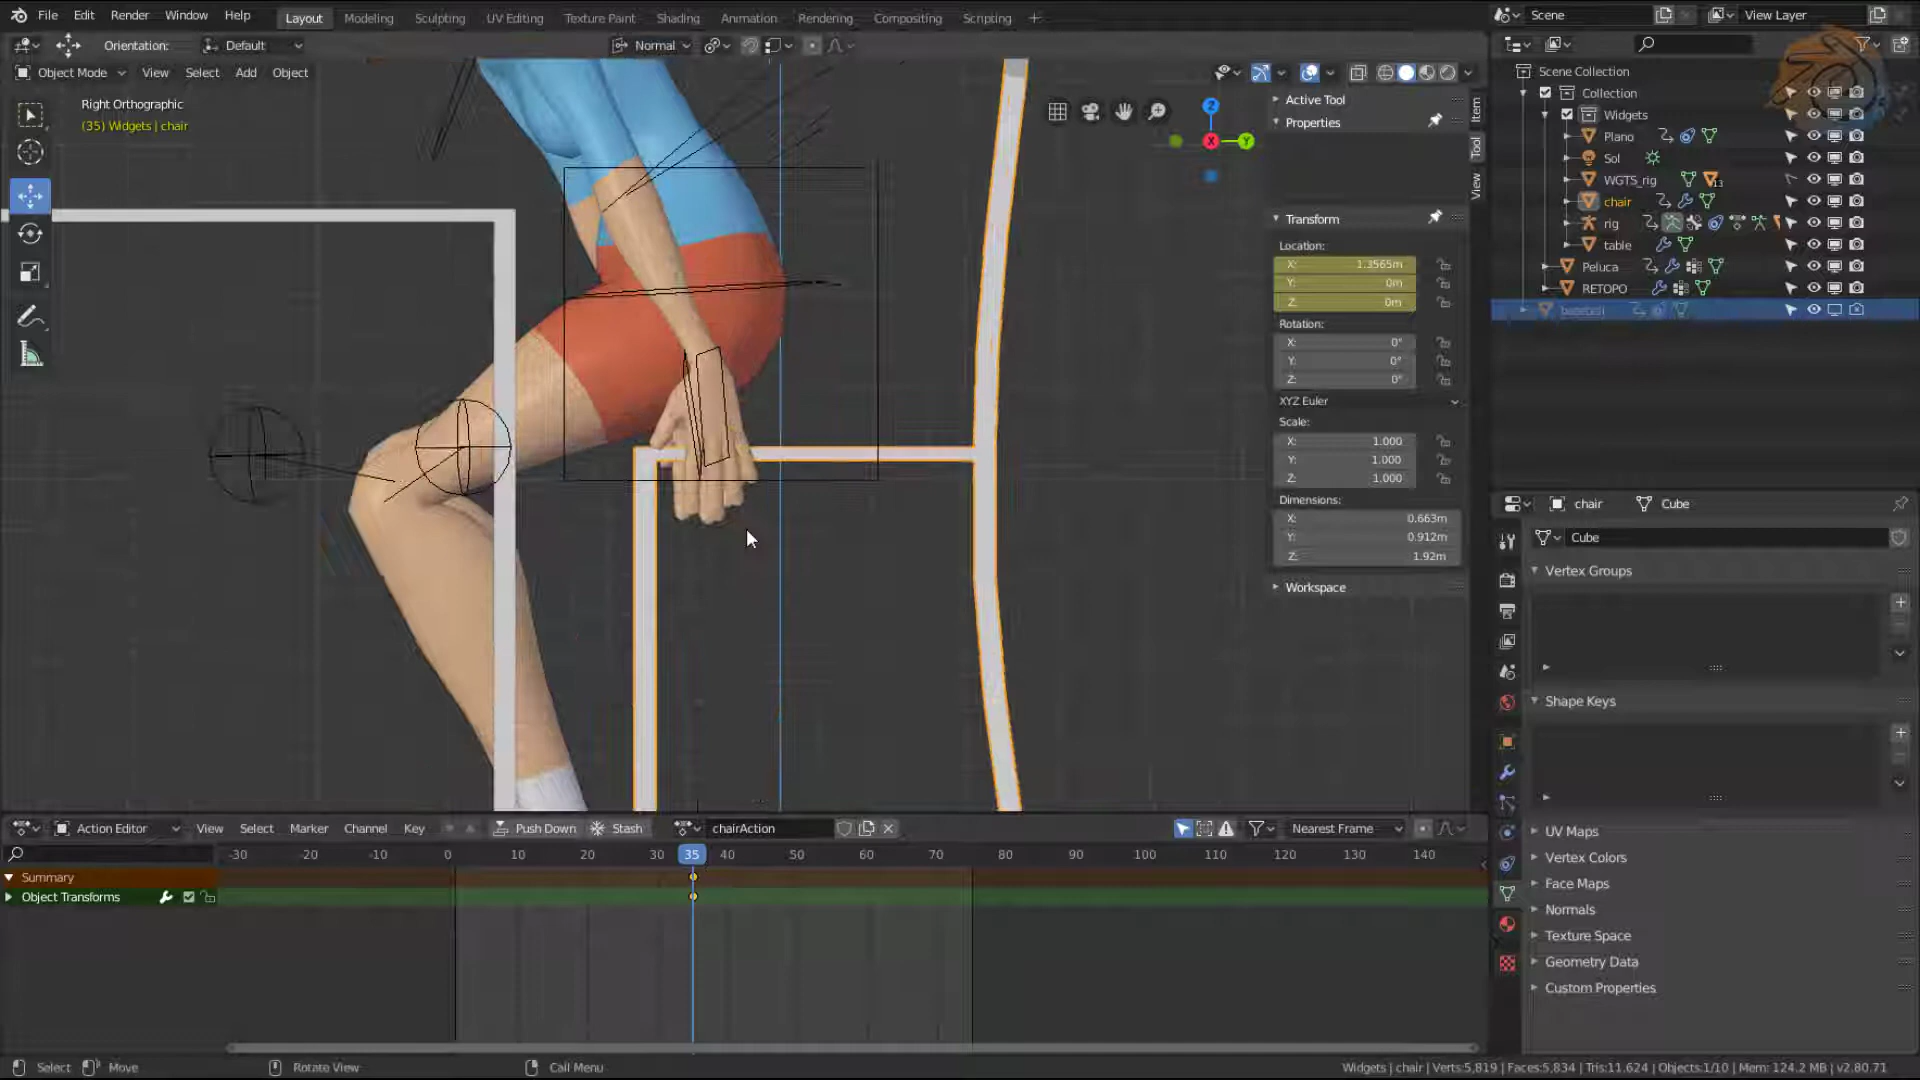 File Edit Render Window Help
Layout Modeling Sculpting UV Editing Texture Paint Shading Animation Rendering Compositing Scripting +
Scene
View Layer
Orientation: Default
Normal
Object Mode View Select Add Object
Right Orthographic
(35) Widgets | chair
Z
X
Y
Active Tool
Properties
Transform
Location:
X: 1.3565m
Y: 0m
Z: 0m
Rotation:
X: 0°
Y: 0°
Z: 0°
XYZ Euler
Scale:
X: 1.000
Y: 1.000
Z: 1.000
Dimensions:
X: 0.663m
Y: 0.912m
Z: 1.92m
Workspace
Item
Tool
View
Scene Collection
Collection
Widgets
Plano
Sol
WGTS_rig
13
chair
rig
table
Peluca
RETOPO
chair Cube
Cube
Vertex Groups
Shape Keys
UV Maps
Vertex Colors
Face Maps
Normals
Texture Space
Geometry Data
Custom Properties
Action Editor View Select Marker Channel Key Push Down Stash chairAction Nearest Frame
-30 -20 -10 0 10 20 30 35 40 50 60 70 80 90 100 110 120 130 140
Summary
Object Transforms
Select Move Rotate View Call Menu
Widgets | chair | Verts:5,819 | Faces:5,834 | Tris:11.624 | Objects:1/10 | Mem: 124.2 MB | v2.80.71